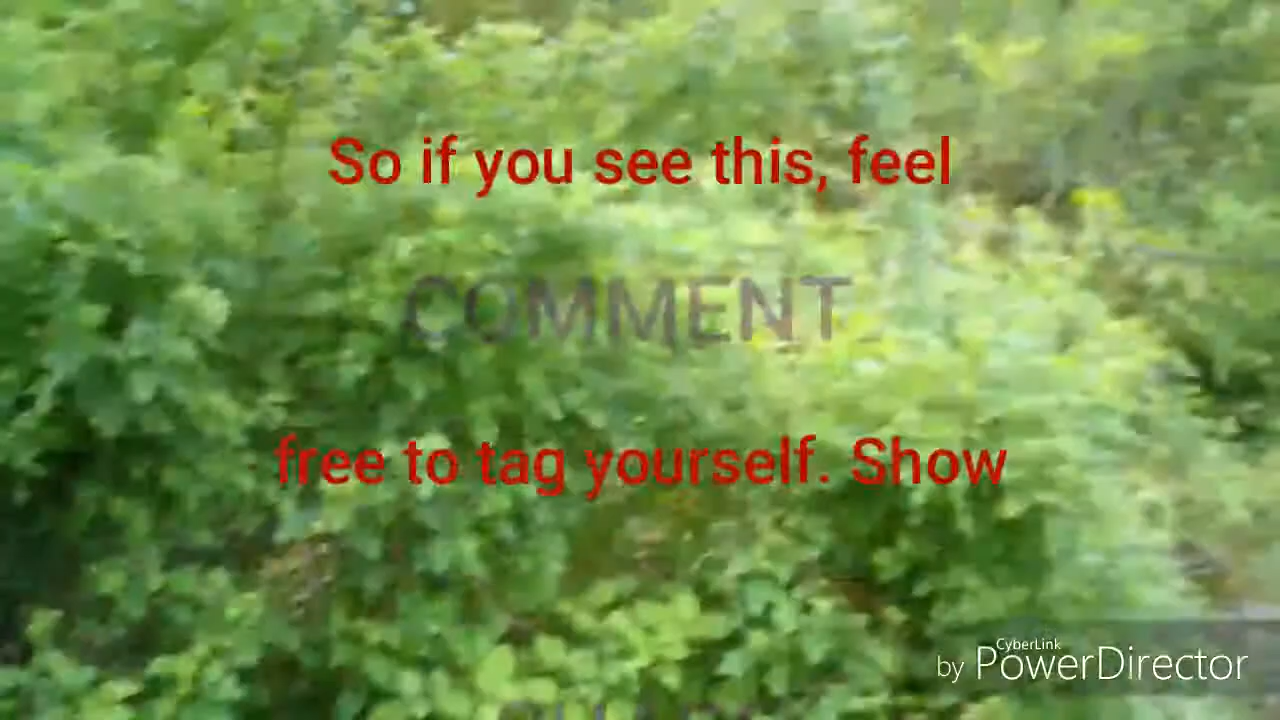 So if you see this, feel
COMMENT
free to tag yourself. Show
CyberLink
by PowerDirector